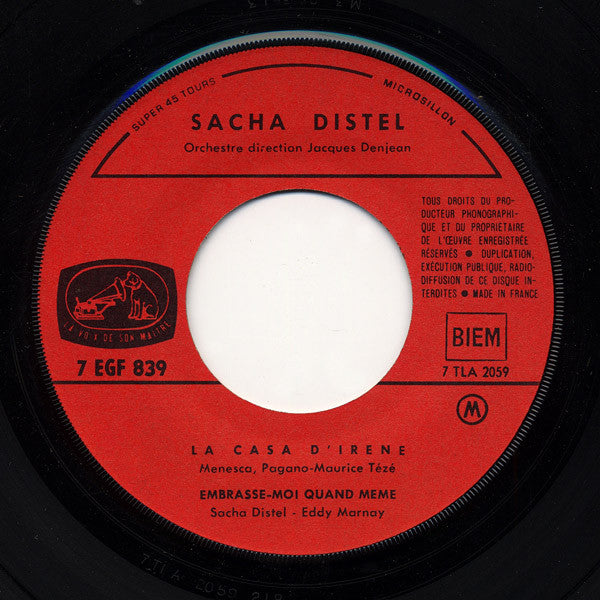 SUPER 45 TOURS
MICROSILLON
SACHA DISTEL
Orchestre direction Jacques Denjean
TOUS DROITS DU PRO-
DUCTEUR PHONOGRAPHI-
QUE ET DU PROPRIETAIRE
DE L'ŒUVRE ENREGISTRÉE
RÉSERVÉS ● DUPLICATION,
EXÉCUTION PUBLIQUE, RADIO-
DIFFUSION DE CE DISQUE IN-
TERDITES ● MADE IN FRANCE
LA VOIX DE SON MAITRE
7 EGF 839
BIEM
7 TLA 2059
M
LA CASA D'IRENE
Menesca, Pagano-Maurice Tézé
EMBRASSE-MOI QUAND MEME
Sacha Distel - Eddy Marnay